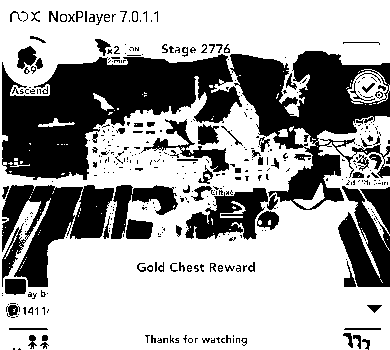 nox NoxPlayer 7.0.1.1
x2 ON Stage 2776
69
Ascend
Gold Chest Reward
ay b
1411
Thanks for watching